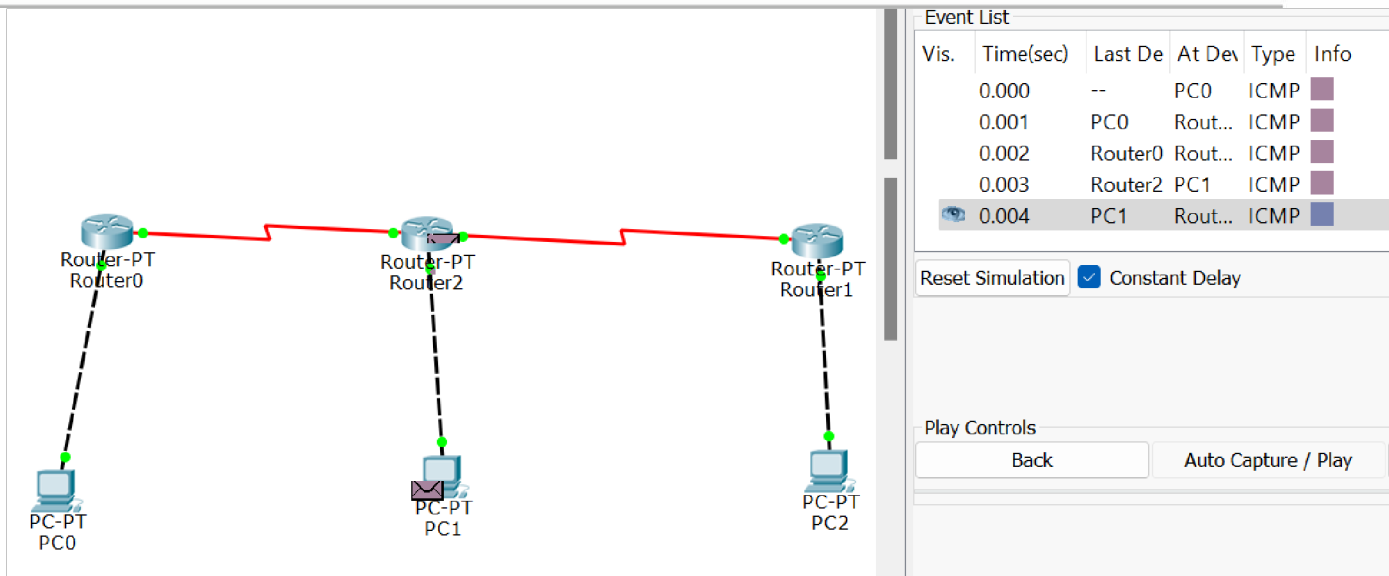 Event List
Vis. Time(sec) Last De At Dev Type Info
0.000 -- PC0 ICMP
0.001 PC0 Rout... ICMP
0.002 Router0 Rout... ICMP
0.003 Router2 PC1 ICMP
0.004 PC1 Rout... ICMP
Reset Simulation Constant Delay
Play Controls
Back Auto Capture / Play
Router-PT
Router0
Router-PT
Router2
Router-PT
Router1
PC-PT
PC0
PC-PT
PC1
PC-PT
PC2